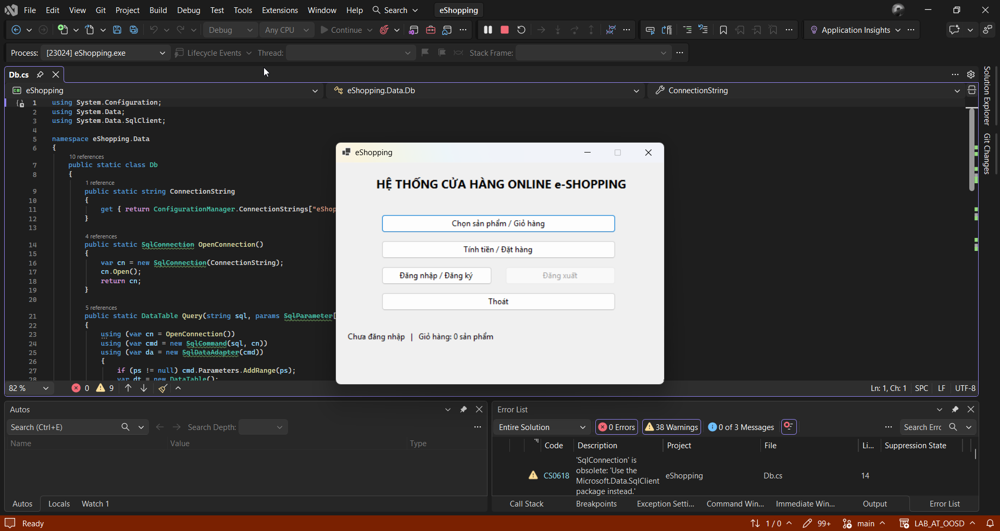 File Edit View Git Project Build Debug Test Tools Extensions Window Help Search eShopping
Debug Any CPU Continue Application Insights
Process: [23024] eShopping.exe Lifecycle Events Thread: Stack Frame:
Db.cs
eShopping eShopping.Data.Db ConnectionString
1 using System.Configuration;
2 using System.Data;
3 using System.Data.SqlClient;
4
5 namespace eShopping.Data
6 {
10 references
7 public static class Db
8 {
1 reference
9 public static string ConnectionString
10 {
11 get { return ConfigurationManager.ConnectionStrings["eShop
12 }
13
4 references
14 public static SqlConnection OpenConnection()
15 {
16 var cn = new SqlConnection(ConnectionString);
17 cn.Open();
18 return cn;
19 }
20
5 references
21 public static DataTable Query(string sql, params SqlParameter[
22 {
23 using (var cn = OpenConnection())
24 using (var cmd = new SqlCommand(sql, cn))
25 using (var da = new SqlDataAdapter(cmd))
26 {
27 if (ps != null) cmd.Parameters.AddRange(ps);
28 var dt = new DataTable();
eShopping
HỆ THỐNG CỬA HÀNG ONLINE e-SHOPPING
Chọn sản phẩm / Giỏ hàng
Tính tiền / Đặt hàng
Đăng nhập / Đăng ký Đăng xuất
Thoát
Chưa đăng nhập | Giỏ hàng: 0 sản phẩm
Solution Explorer
Git Changes
82 % 0 9 Ln: 1, Ch: 1 SPC LF UTF-8
Autos
Search (Ctrl+E) Search Depth:
Name Value Type
Autos Locals Watch 1
Error List
Entire Solution 0 Errors 38 Warnings 0 of 3 Messages Search Errc
Code Description Project File Li... Suppression State
CS0618 'SqlConnection' is
obsolete: 'Use the
Microsoft.Data.SqlClient
package instead.'
eShopping Db.cs 14
Call Stack Breakpoints Exception Setti... Command Win... Immediate Win... Output Error List
Ready 1 / 0 99+ main LAB_AT_OOSD